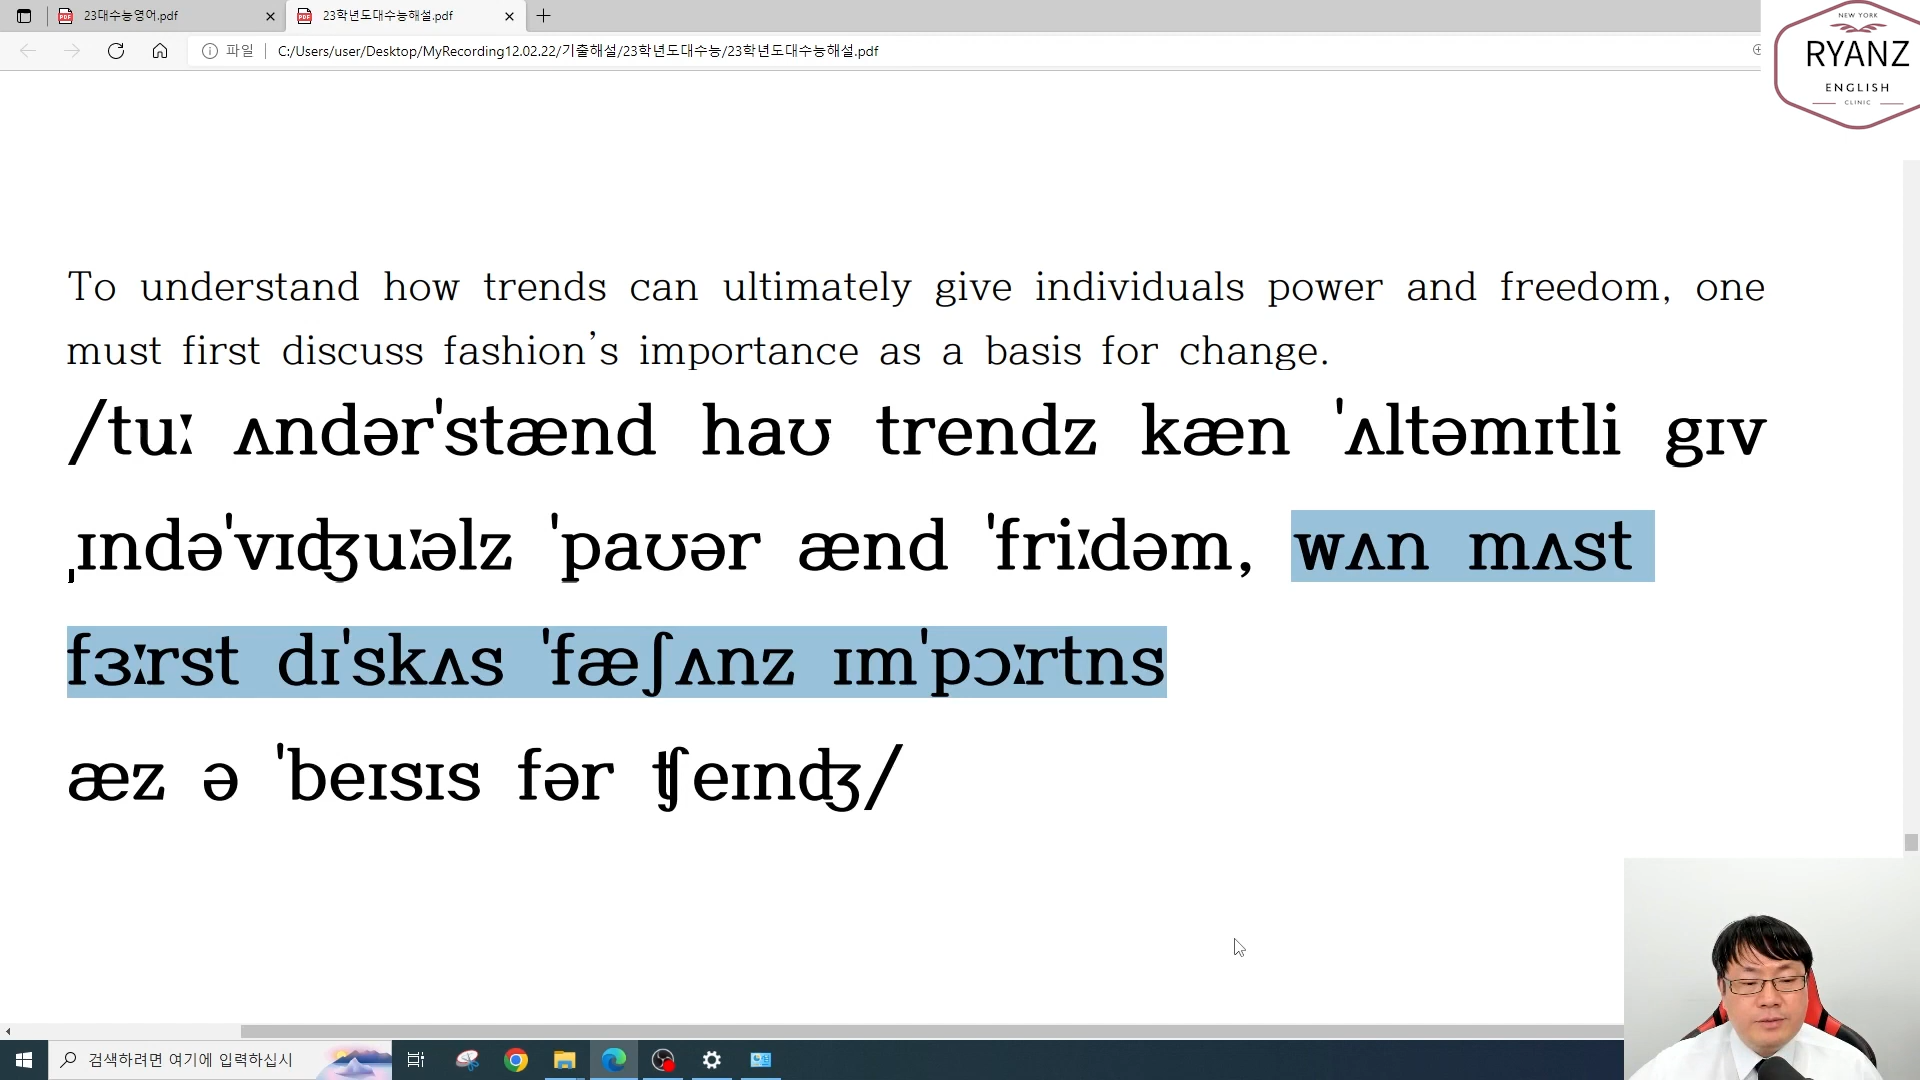 23대수능영어.pdf
23학년도대수능해설.pdf
파일
C:/Users/user/Desktop/MyRecording12.02.22/기출해설/23학년도대수능/23학년도대수능해설.pdf
NEW YORK
RYANZ
ENGLISH
CLINIC
To understand how trends can ultimately give individuals power and freedom, one
must first discuss fashion's importance as a basis for change.
/tuː ʌndərˈstænd haʊ trendz kæn ˈʌltəmɪtli gɪv
ˌɪndəˈvɪʤuːəlz ˈpaʊər ænd ˈfriːdəm, wʌn mʌst
fɜːrst dɪˈskʌs ˈfæʃʌnz ɪmˈpɔːrtns
æz ə ˈbeɪsɪs fər ʧeɪnʤ/
검색하려면 여기에 입력하십시